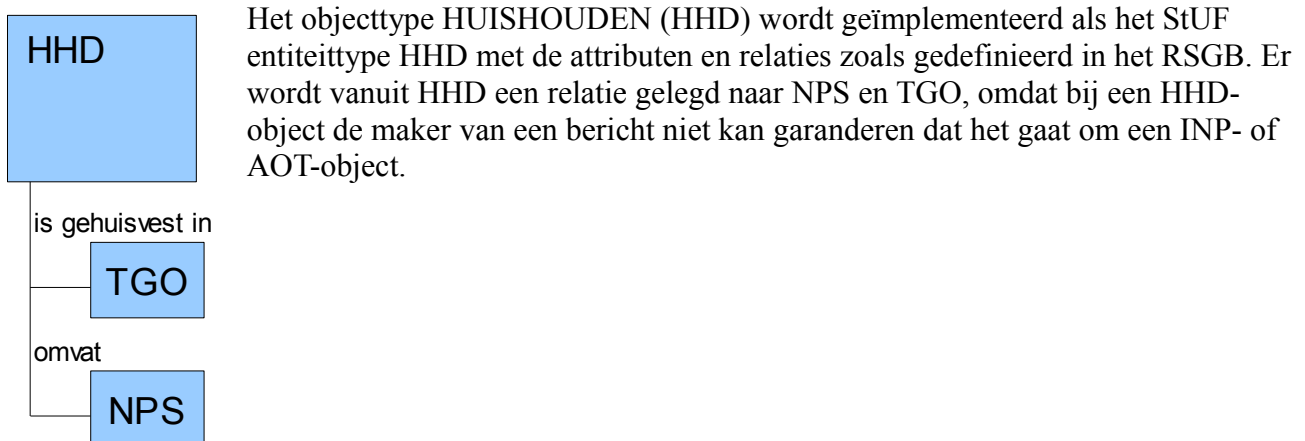 HHD
is gehuisvest in
TGO
omvat
NPS
Het objecttype HUISHOUDEN (HHD) wordt geïmplementeerd als het StUF
entiteittype HHD met de attributen en relaties zoals gedefinieerd in het RSGB. Er
wordt vanuit HHD een relatie gelegd naar NPS en TGO, omdat bij een HHD-
object de maker van een bericht niet kan garanderen dat het gaat om een INP- of
AOT-object.